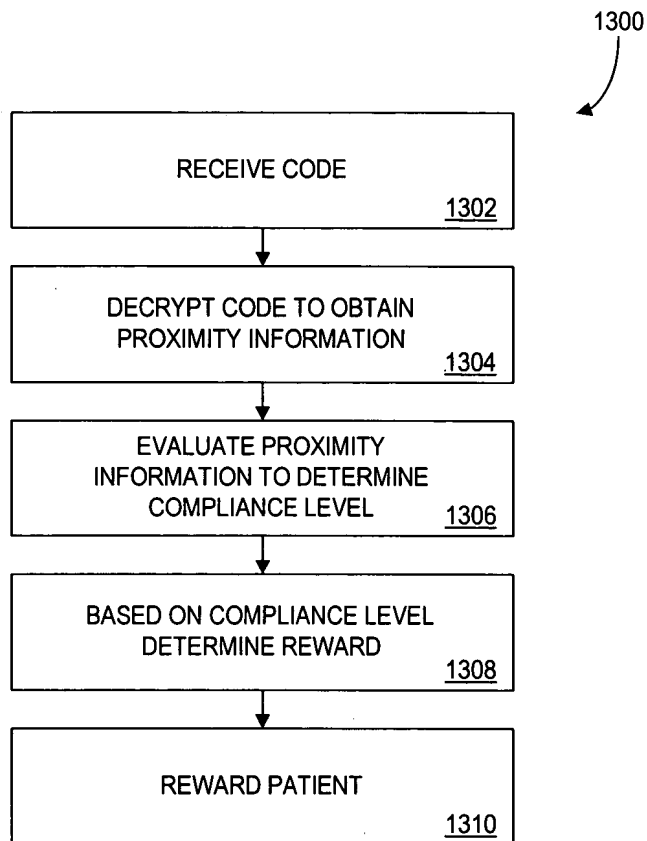 1300
RECEIVE CODE
1302
DECRYPT CODE TO OBTAIN
PROXIMITY INFORMATION
1304
EVALUATE PROXIMITY
INFORMATION TO DETERMINE
COMPLIANCE LEVEL
1306
BASED ON COMPLIANCE LEVEL
DETERMINE REWARD
1308
REWARD PATIENT
1310